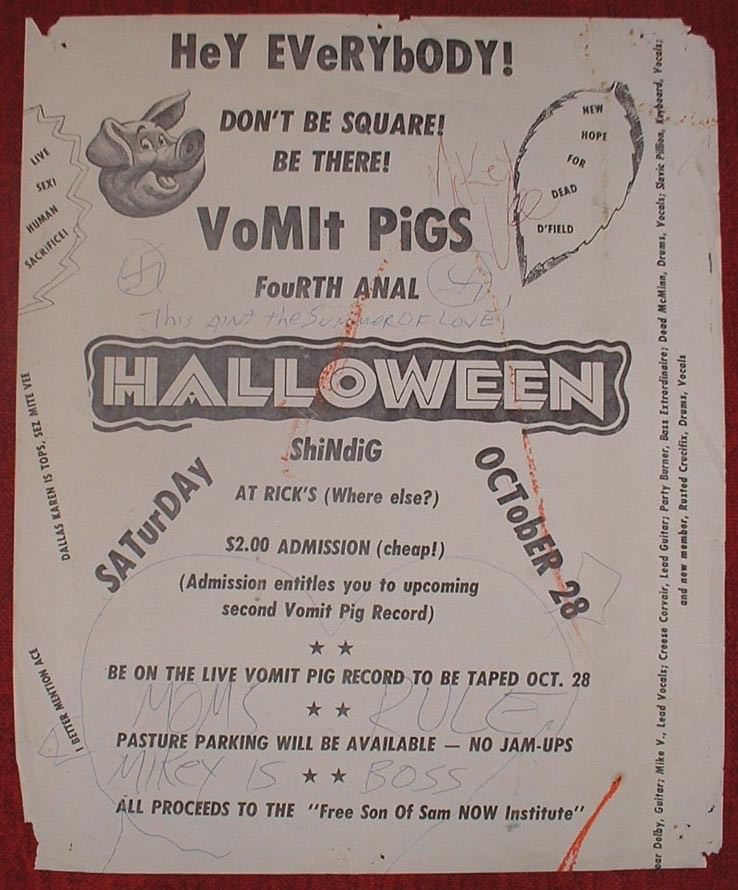 HeY EVeRYbODY!
DON'T BE SQUARE!
BE THERE!
LIVE
SEX!
HUMAN
SACRIFICE!
NEW
HOPE
FOR
DEAD
D'FIELD
Mikey
Vee
VoMIt PiGS
FouRTH ANAL
This AiNt the SuMMeR OF LOVE!
HALLOWEEN
ShiNdiG
AT RICK'S (Where else?)
SATurDAy
OCTobER 28
$2.00 ADMISSION (cheap!)
(Admission entitles you to upcoming
second Vomit Pig Record)
BE ON THE LIVE VOMIT PIG RECORD TO BE TAPED OCT. 28
MOMS RULE
PASTURE PARKING WILL BE AVAILABLE — NO JAM-UPS
MIKEY IS BOSS
ALL PROCEEDS TO THE "Free Son Of Sam NOW Institute"
DALLAS KAREN IS TOPS, SEZ MITE VEE
I BETTER MENTION ACE
Dolby, Guitar; Mike V., Lead Vocals; Creese Corvair, Lead Guitar; Party Burner, Bass Extrordinaire; Dead McMinn, Drums, Vocals; Slavic Pillion, Keyboard, Vocals;
and new member, Rusted Crucifix, Drums, Vocals